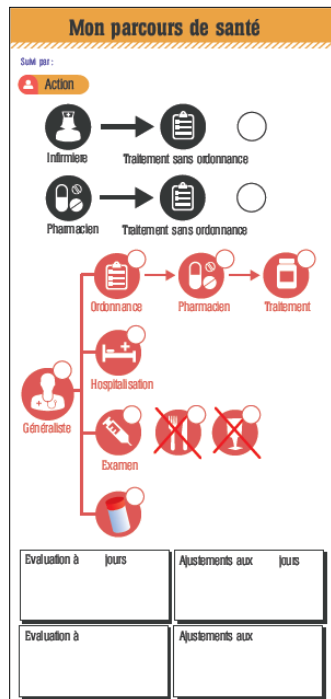 Mon parcours de santé
Suivi par :
Action
Infirmiere
Traitement sans ordonnance
Pharmacien
Traitement sans ordonnance
Ordonnance
Pharmacien
Traitement
Hospitalisation
Généraliste
Examen
Evaluation à jours
Ajustements aux jours
Evaluation à
Ajustements aux